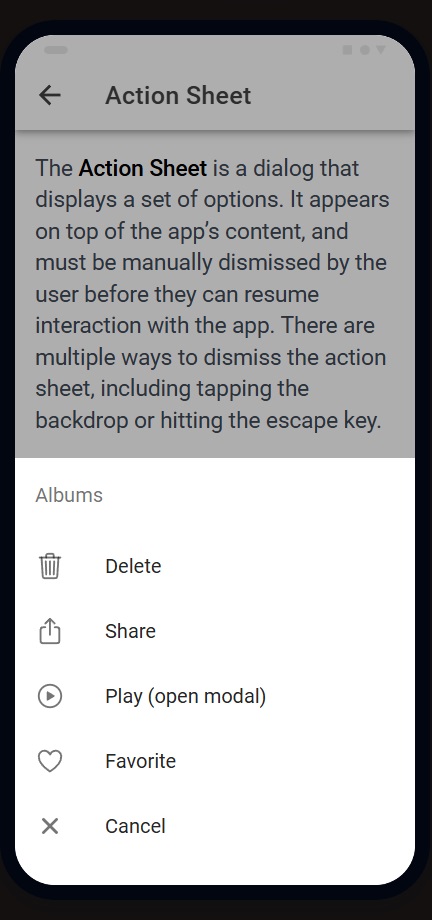 Action Sheet
The Action Sheet is a dialog that
displays a set of options. It appears
on top of the app’s content, and
must be manually dismissed by the
user before they can resume
interaction with the app. There are
multiple ways to dismiss the action
sheet, including tapping the
backdrop or hitting the escape key.
Albums
Delete
Share
Play (open modal)
Favorite
Cancel